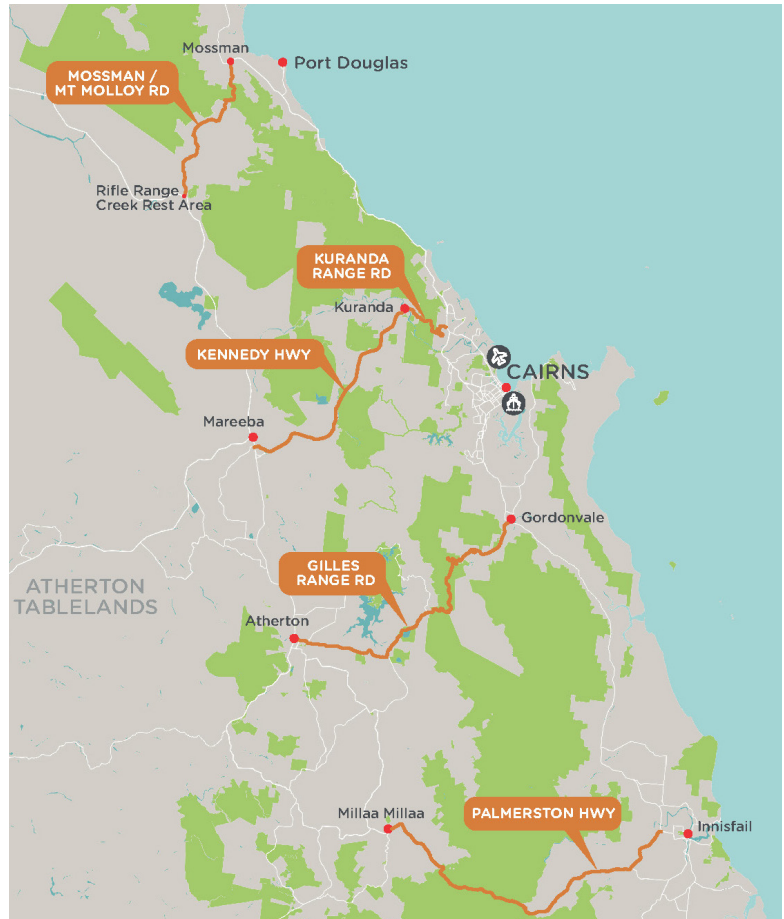 Mossman
Port Douglas
MOSSMAN /
MT MOLLOY RD
Rifle Range
Creek Rest Area
KURANDA
RANGE RD
Kuranda
KENNEDY HWY
CAIRNS
Mareeba
Gordonvale
GILLES
RANGE RD
ATHERTON
TABLELANDS
Atherton
Millaa Millaa
PALMERSTON HWY
Innisfail